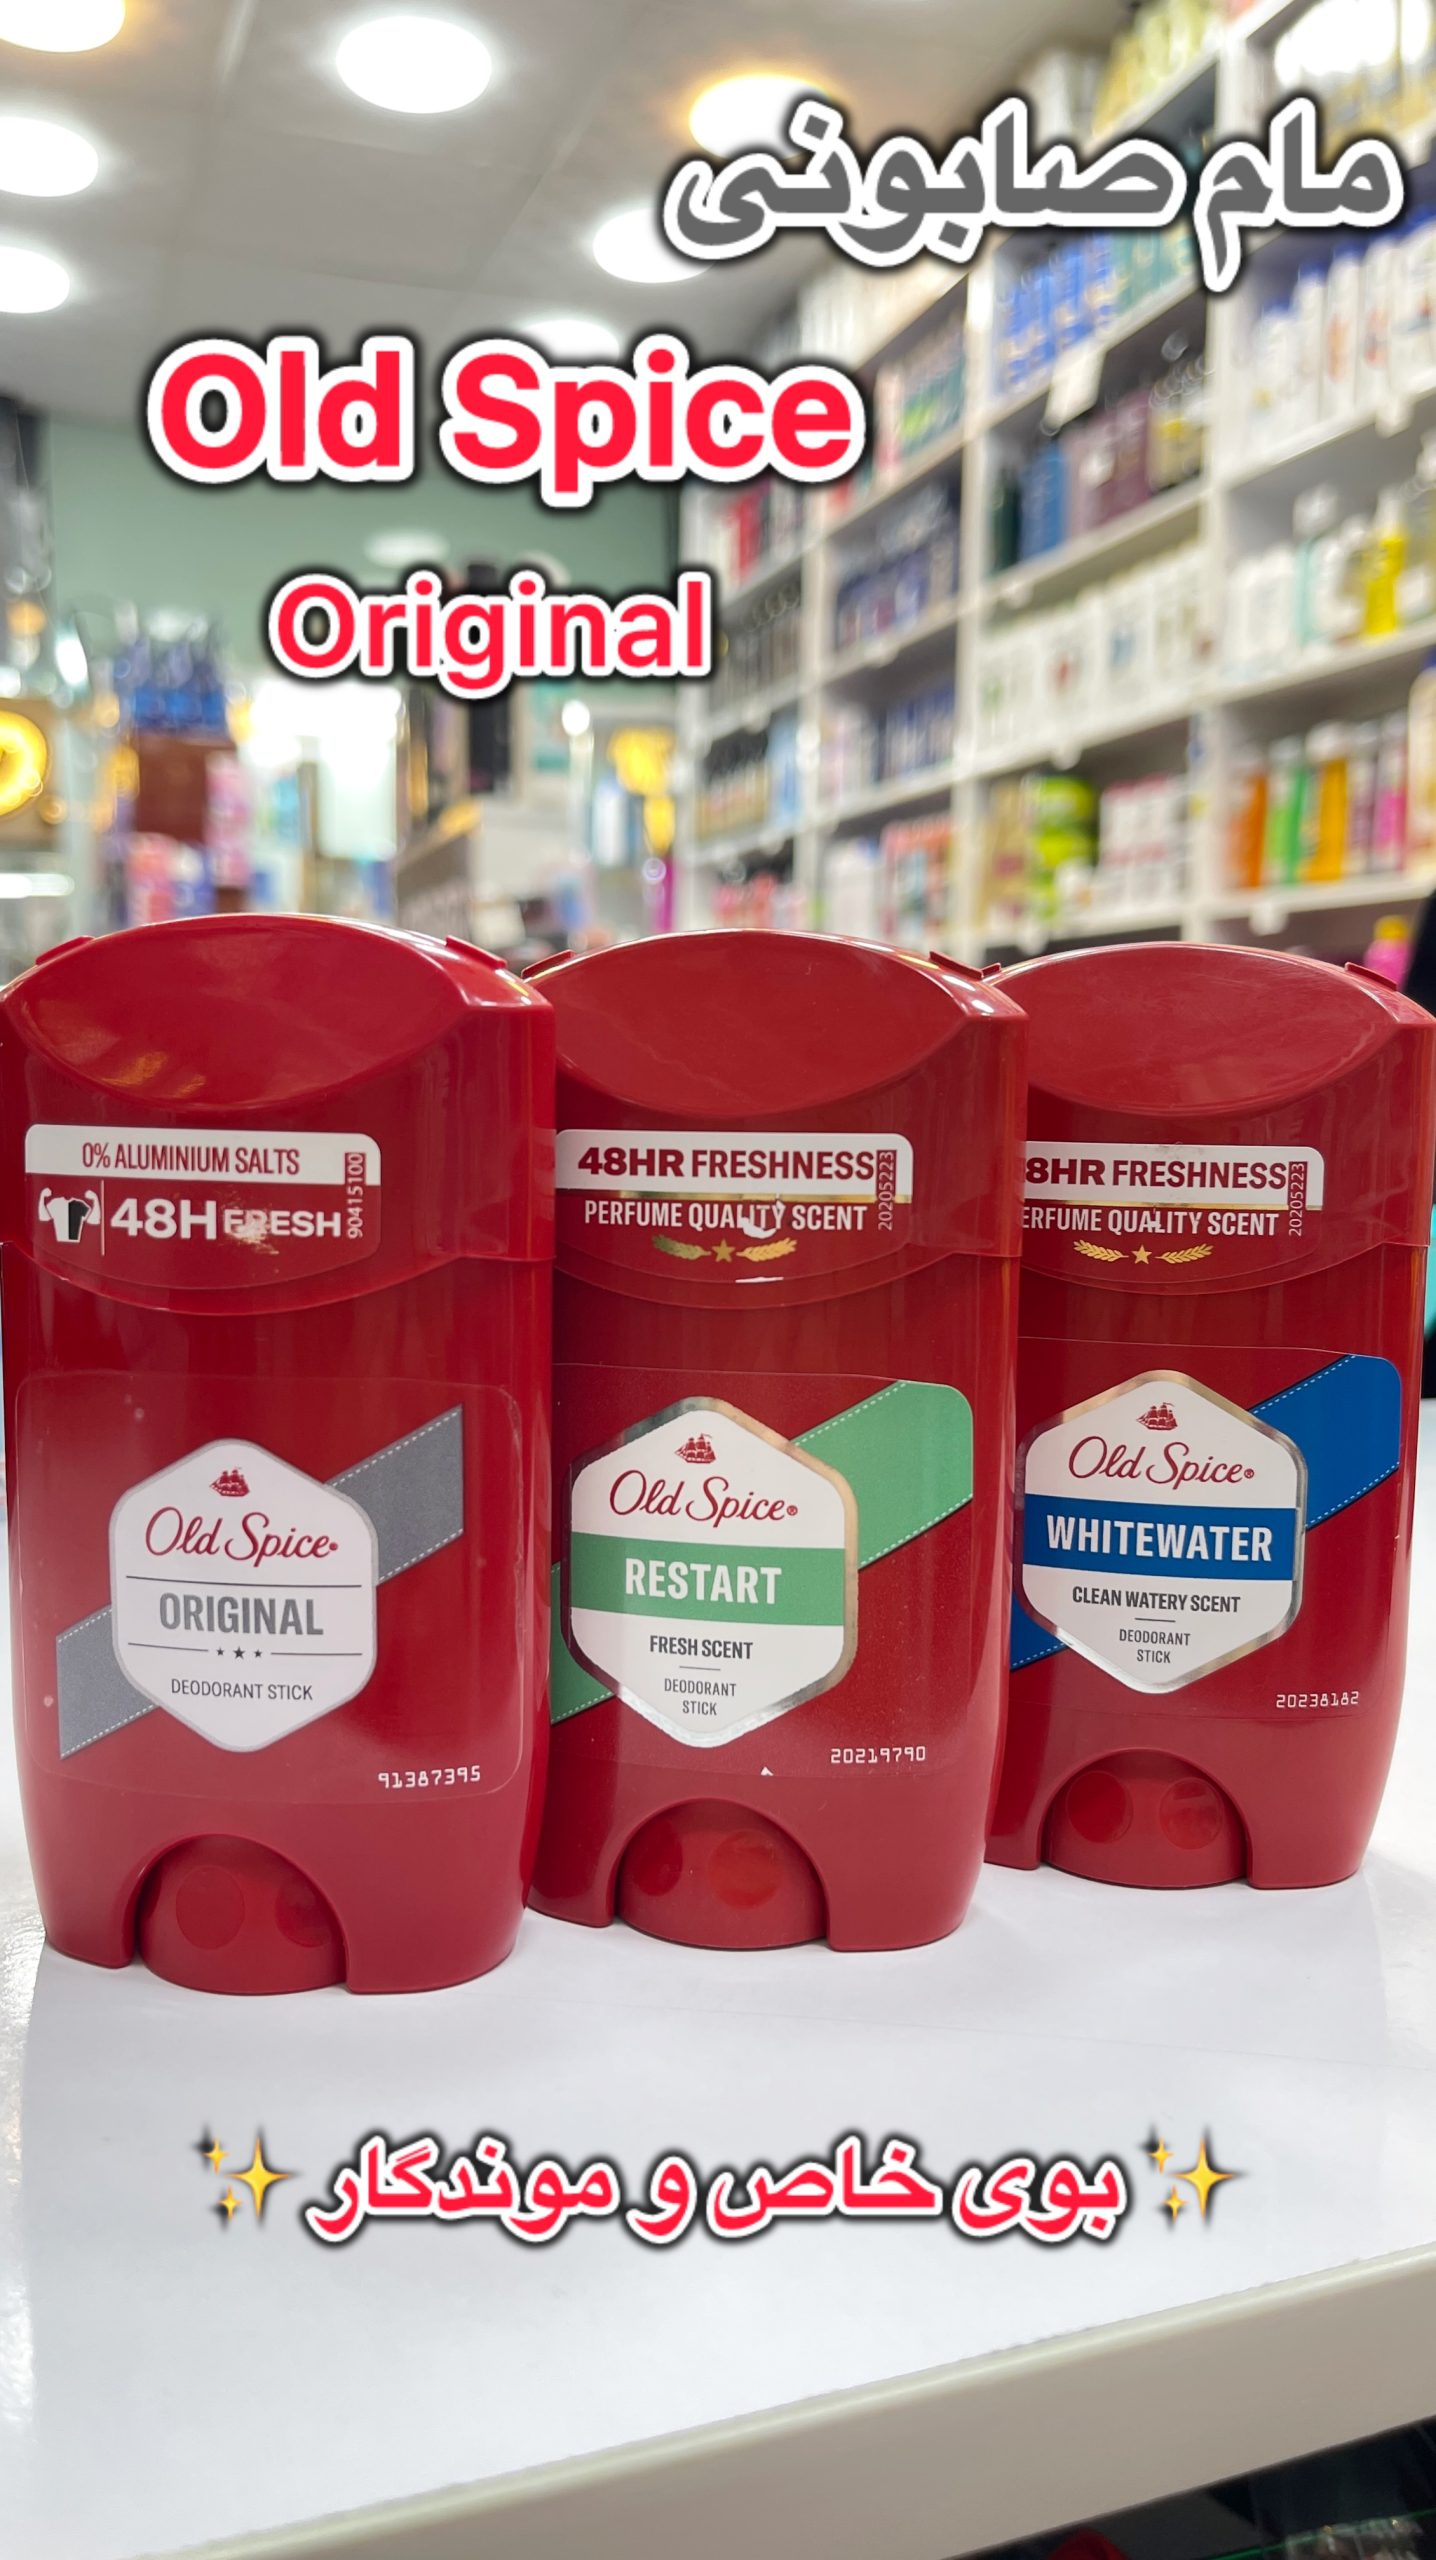 مام صابونی
Old Spice
Original
0% ALUMINIUM SALTS
48H FRESH
90415100
Old Spice
ORIGINAL
DEODORANT STICK
91387395
48HR FRESHNESS
PERFUME QUALITY SCENT
20205223
Old Spice®
RESTART
FRESH SCENT
DEODORANT
STICK
20219790
8HR FRESHNESS
ERFUME QUALITY SCENT
20205223
Old Spice®
WHITEWATER
CLEAN WATERY SCENT
DEODORANT
STICK
20238182
✨ بوی خاص و موندگار ✨